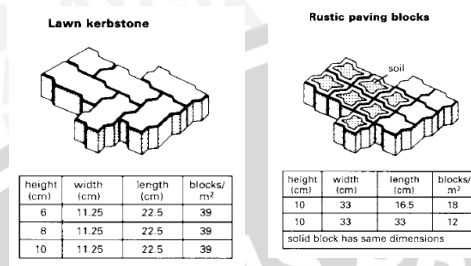 Lawn kerbstone
height (cm) width (cm) length (cm) blocks/ m²
6 11.25 22.5 39
8 11.25 22.5 39
10 11.25 22.5 39
Rustic paving blocks
soil
height (cm) width (cm) length (cm) blocks/ m²
10 33 16.5 18
10 33 33 12
solid block has same dimensions